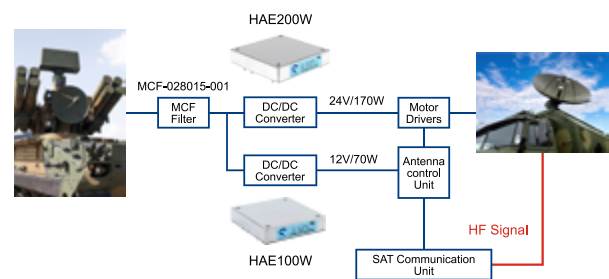 HAE200W
MCF-028015-001
MCF
Filter
DC/DC
Converter
24V/170W
Motor
Drivers
DC/DC
Converter
12V/70W
Antenna
control
Unit
HF Signal
HAE100W
SAT Communication
Unit